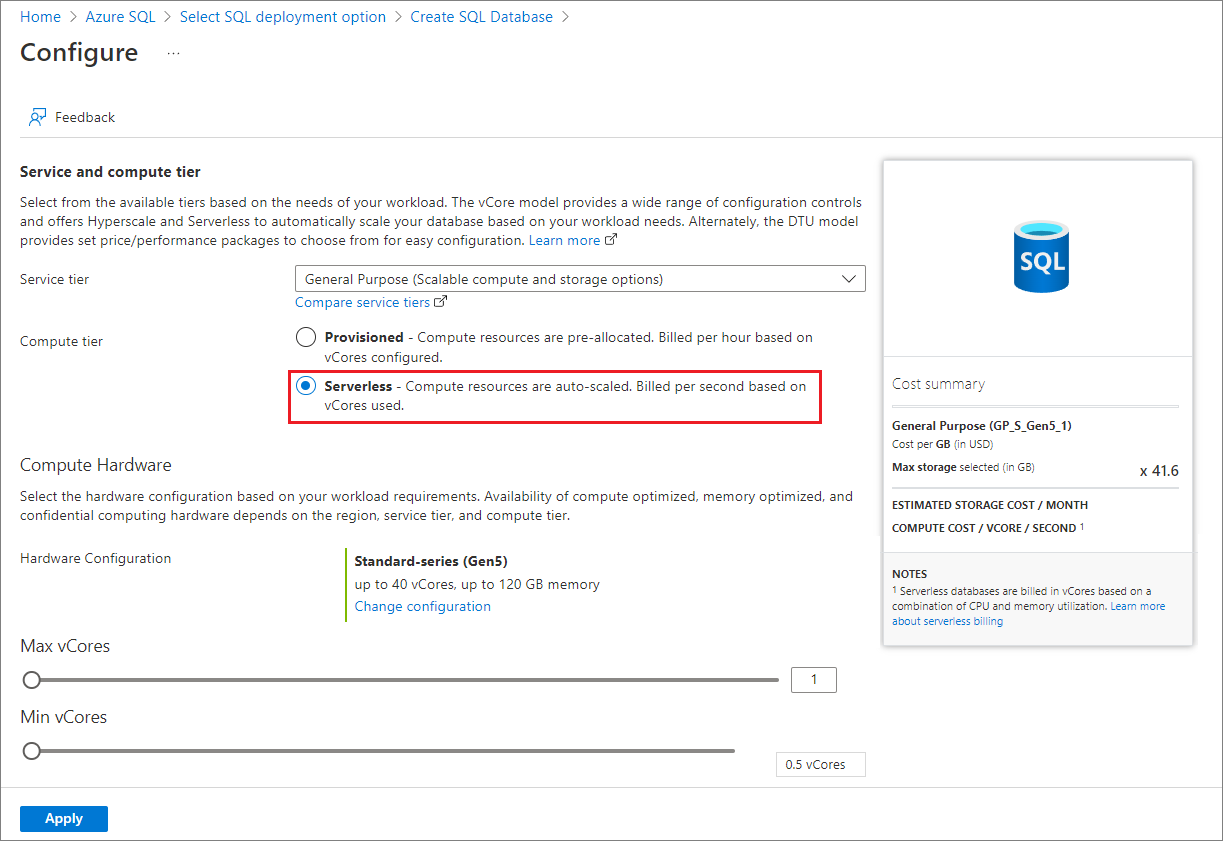 Home > Azure SQL > Select SQL deployment option > Create SQL Database >
Configure ...
Feedback
Service and compute tier
Select from the available tiers based on the needs of your workload. The vCore model provides a wide range of configuration controls
and offers Hyperscale and Serverless to automatically scale your database based on your workload needs. Alternately, the DTU model
provides set price/performance packages to choose from for easy configuration. Learn more
Service tier
General Purpose (Scalable compute and storage options)
Compare service tiers
Compute tier
Provisioned - Compute resources are pre-allocated. Billed per hour based on
vCores configured.
Serverless - Compute resources are auto-scaled. Billed per second based on
vCores used.
Compute Hardware
Select the hardware configuration based on your workload requirements. Availability of compute optimized, memory optimized, and
confidential computing hardware depends on the region, service tier, and compute tier.
Hardware Configuration
Standard-series (Gen5)
up to 40 vCores, up to 120 GB memory
Change configuration
Max vCores
1
Min vCores
0.5 vCores
Apply
SQL
Cost summary
General Purpose (GP_S_Gen5_1)
Cost per GB (in USD)
Max storage selected (in GB)
x 41.6
ESTIMATED STORAGE COST / MONTH
COMPUTE COST / VCORE / SECOND 1
NOTES
1 Serverless databases are billed in vCores based on a
combination of CPU and memory utilization. Learn more
about serverless billing